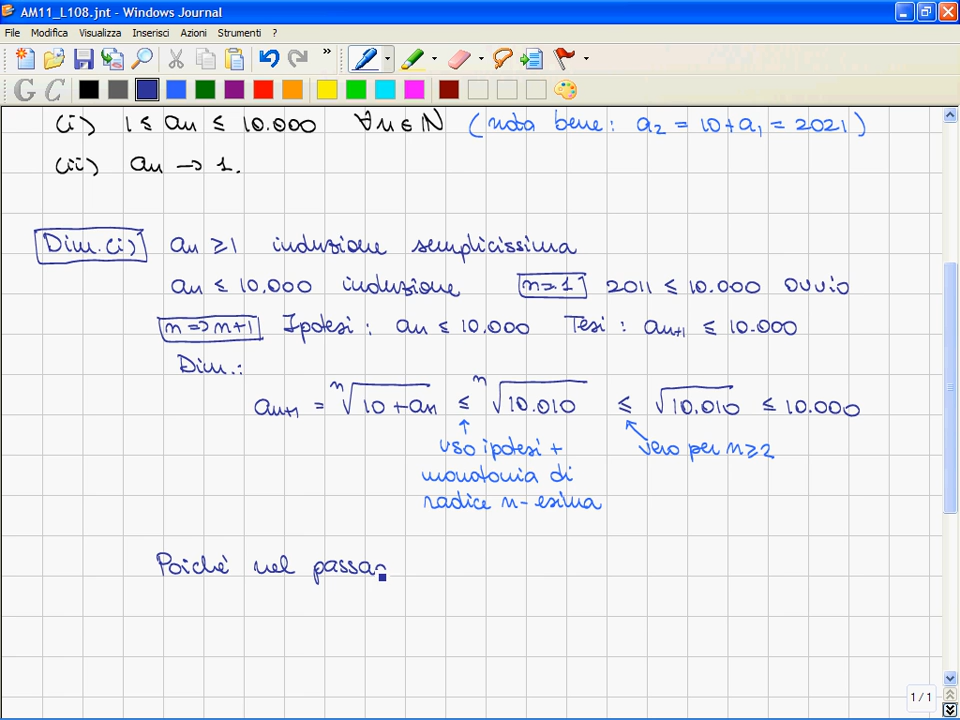 AM11_L108.jnt - Windows Journal
File Modifica Visualizza Inserisci Azioni Strumenti ?
G C
(i) 1 ≤ an ≤ 10.000 ∀n∈ℕ (nota bene: a₂ = 10+a₁ = 2021)
(ii) an → 1.
Dim.(i) an ≥ 1 induzione semplicissima
an ≤ 10.000 induzione n=1 2011 ≤ 10.000 ovvio
n ⇒ n+1 Ipotesi: an ≤ 10.000 Tesi: an+1 ≤ 10.000
Dim.:
an+1 = ⁿ√(10+an) ≤ ⁿ√(10.010) ≤ √(10.010) ≤ 10.000
uso ipotesi + monotonia di radice n-esima
vero per n≥2
Poiché nel passa
1 / 1